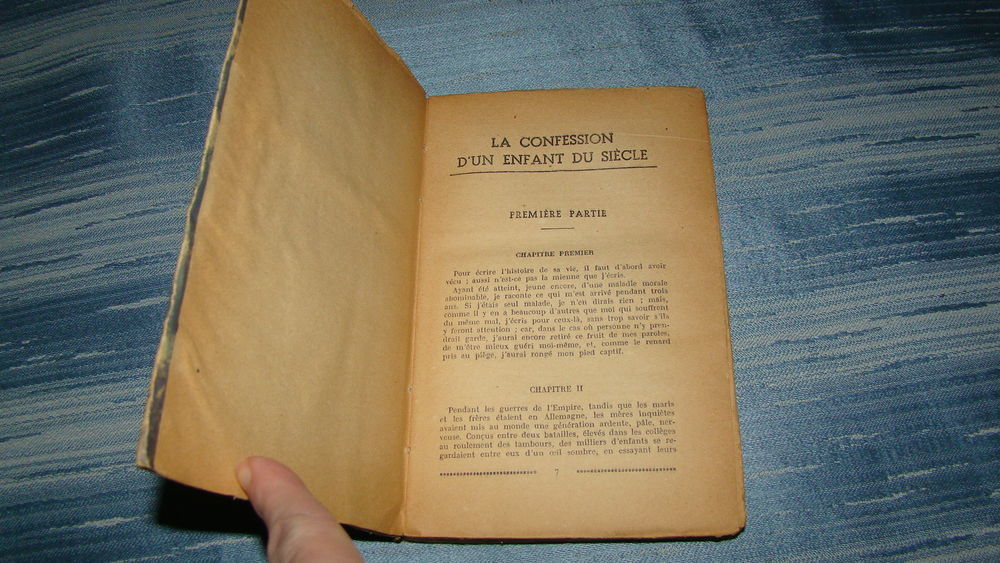 LA CONFESSION
D'UN ENFANT DU SIÈCLE
PREMIÈRE PARTIE
CHAPITRE PREMIER
Pour écrire l'histoire de sa vie, il faut d'abord avoir
vécu ; aussi n'est-ce pas la mienne que j'écris.
Ayant été atteint, jeune encore, d'une maladie morale
abominable, je raconte ce qui m'est arrivé pendant trois
ans. Si j'étais seul malade, je n'en dirais rien ; mais,
comme il y en a beaucoup d'autres que moi qui souffrent
du même mal, j'écris pour ceux-là, sans trop savoir s'ils
y feront attention ; car, dans le cas où personne n'y pren-
drait garde, j'aurai encore retiré ce fruit de mes paroles,
de m'être mieux guéri moi-même, et, comme le renard
pris au piège, j'aurai rongé mon pied captif.
CHAPITRE II
Pendant les guerres de l'Empire, tandis que les maris
et les frères étaient en Allemagne, les mères inquiètes
avaient mis au monde une génération ardente, pâle, ner-
veuse. Conçus entre deux batailles, élevés dans les collèges
au roulement des tambours, des milliers d'enfants se re-
gardaient entre eux d'un œil sombre, en essayant leurs
7